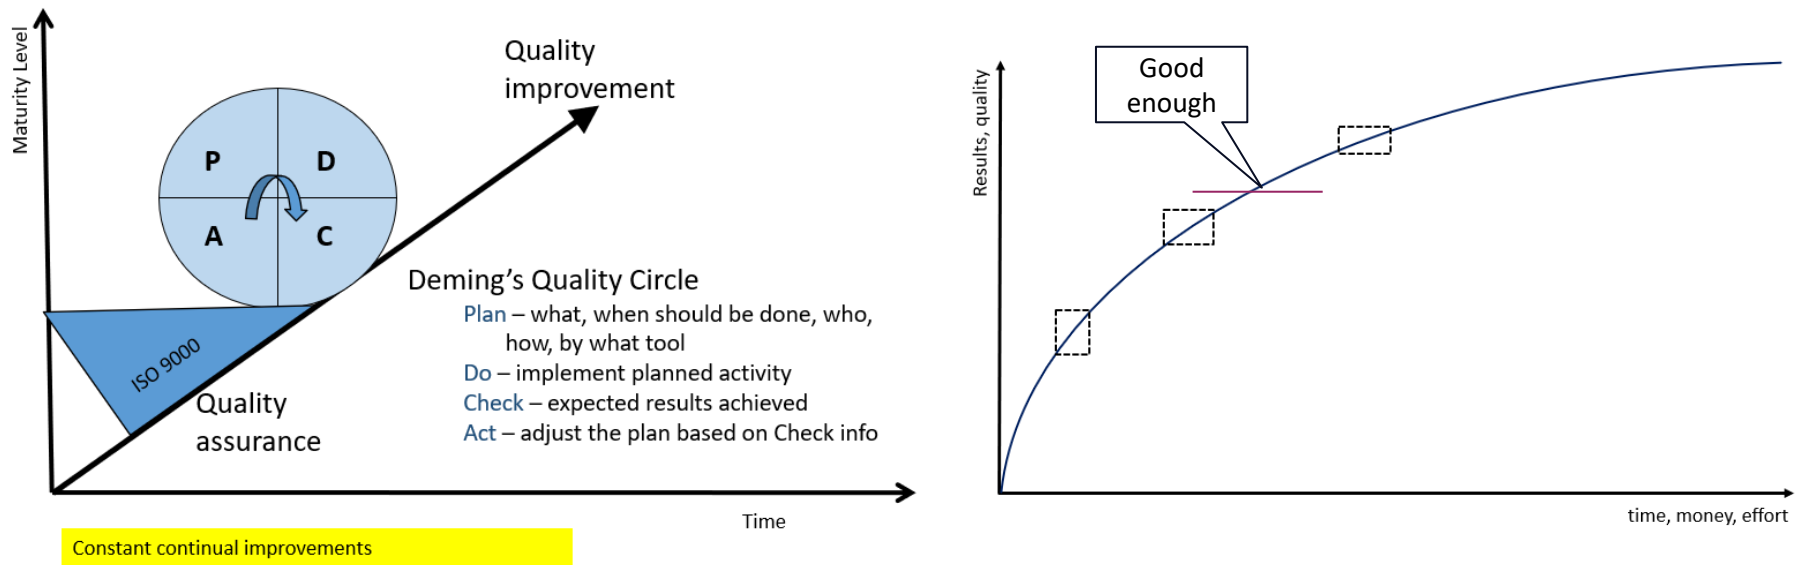 Maturity Level
Quality
improvement
P
D
A
C
Deming’s Quality Circle
Plan – what, when should be done, who,
how, by what tool
Do – implement planned activity
Check – expected results achieved
Act – adjust the plan based on Check info
ISO 9000
Quality
assurance
Time
Constant continual improvements
Good
enough
Results, quality
time, money, effort